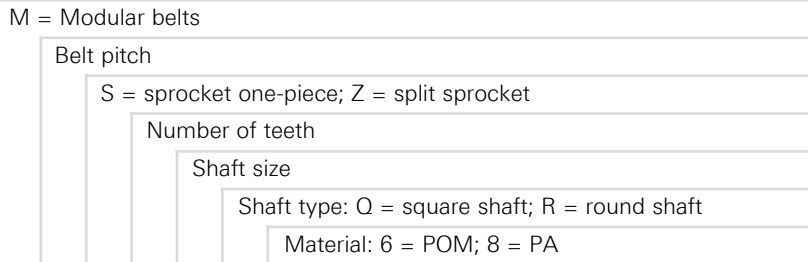 M = Modular belts
Belt pitch
S = sprocket one-piece; Z = split sprocket
Number of teeth
Shaft size
Shaft type: Q = square shaft; R = round shaft
Material: 6 = POM; 8 = PA